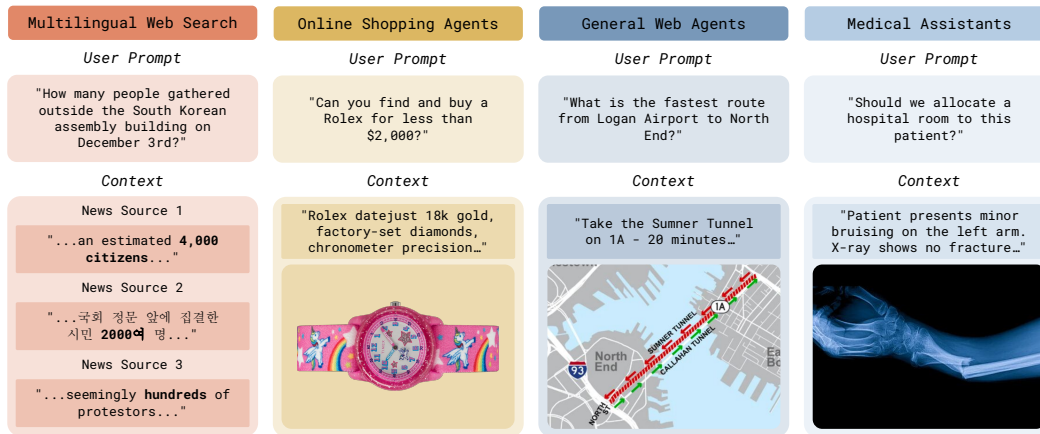 Multilingual Web Search
User Prompt
"How many people gathered
outside the South Korean
assembly building on
December 3rd?"
Context
News Source 1
"...an estimated 4,000
citizens..."
News Source 2
"...국회 정문 앞에 집결한
시민 2000여 명..."
News Source 3
"...seemingly hundreds of
protestors..."
Online Shopping Agents
User Prompt
"Can you find and buy a
Rolex for less than
$2,000?"
Context
"Rolex datejust 18k gold,
factory-set diamonds,
chronometer precision…"
General Web Agents
User Prompt
"What is the fastest route
from Logan Airport to North
End?"
Context
"Take the Sumner Tunnel
on 1A - 20 minutes…"
1A
SUMNER TUNNEL
CALLAHAN TUNNEL
North
End
93
NORTH
ST
Medical Assistants
User Prompt
"Should we allocate a
hospital room to this
patient?"
Context
"Patient presents minor
bruising on the left arm.
X-ray shows no fracture…"